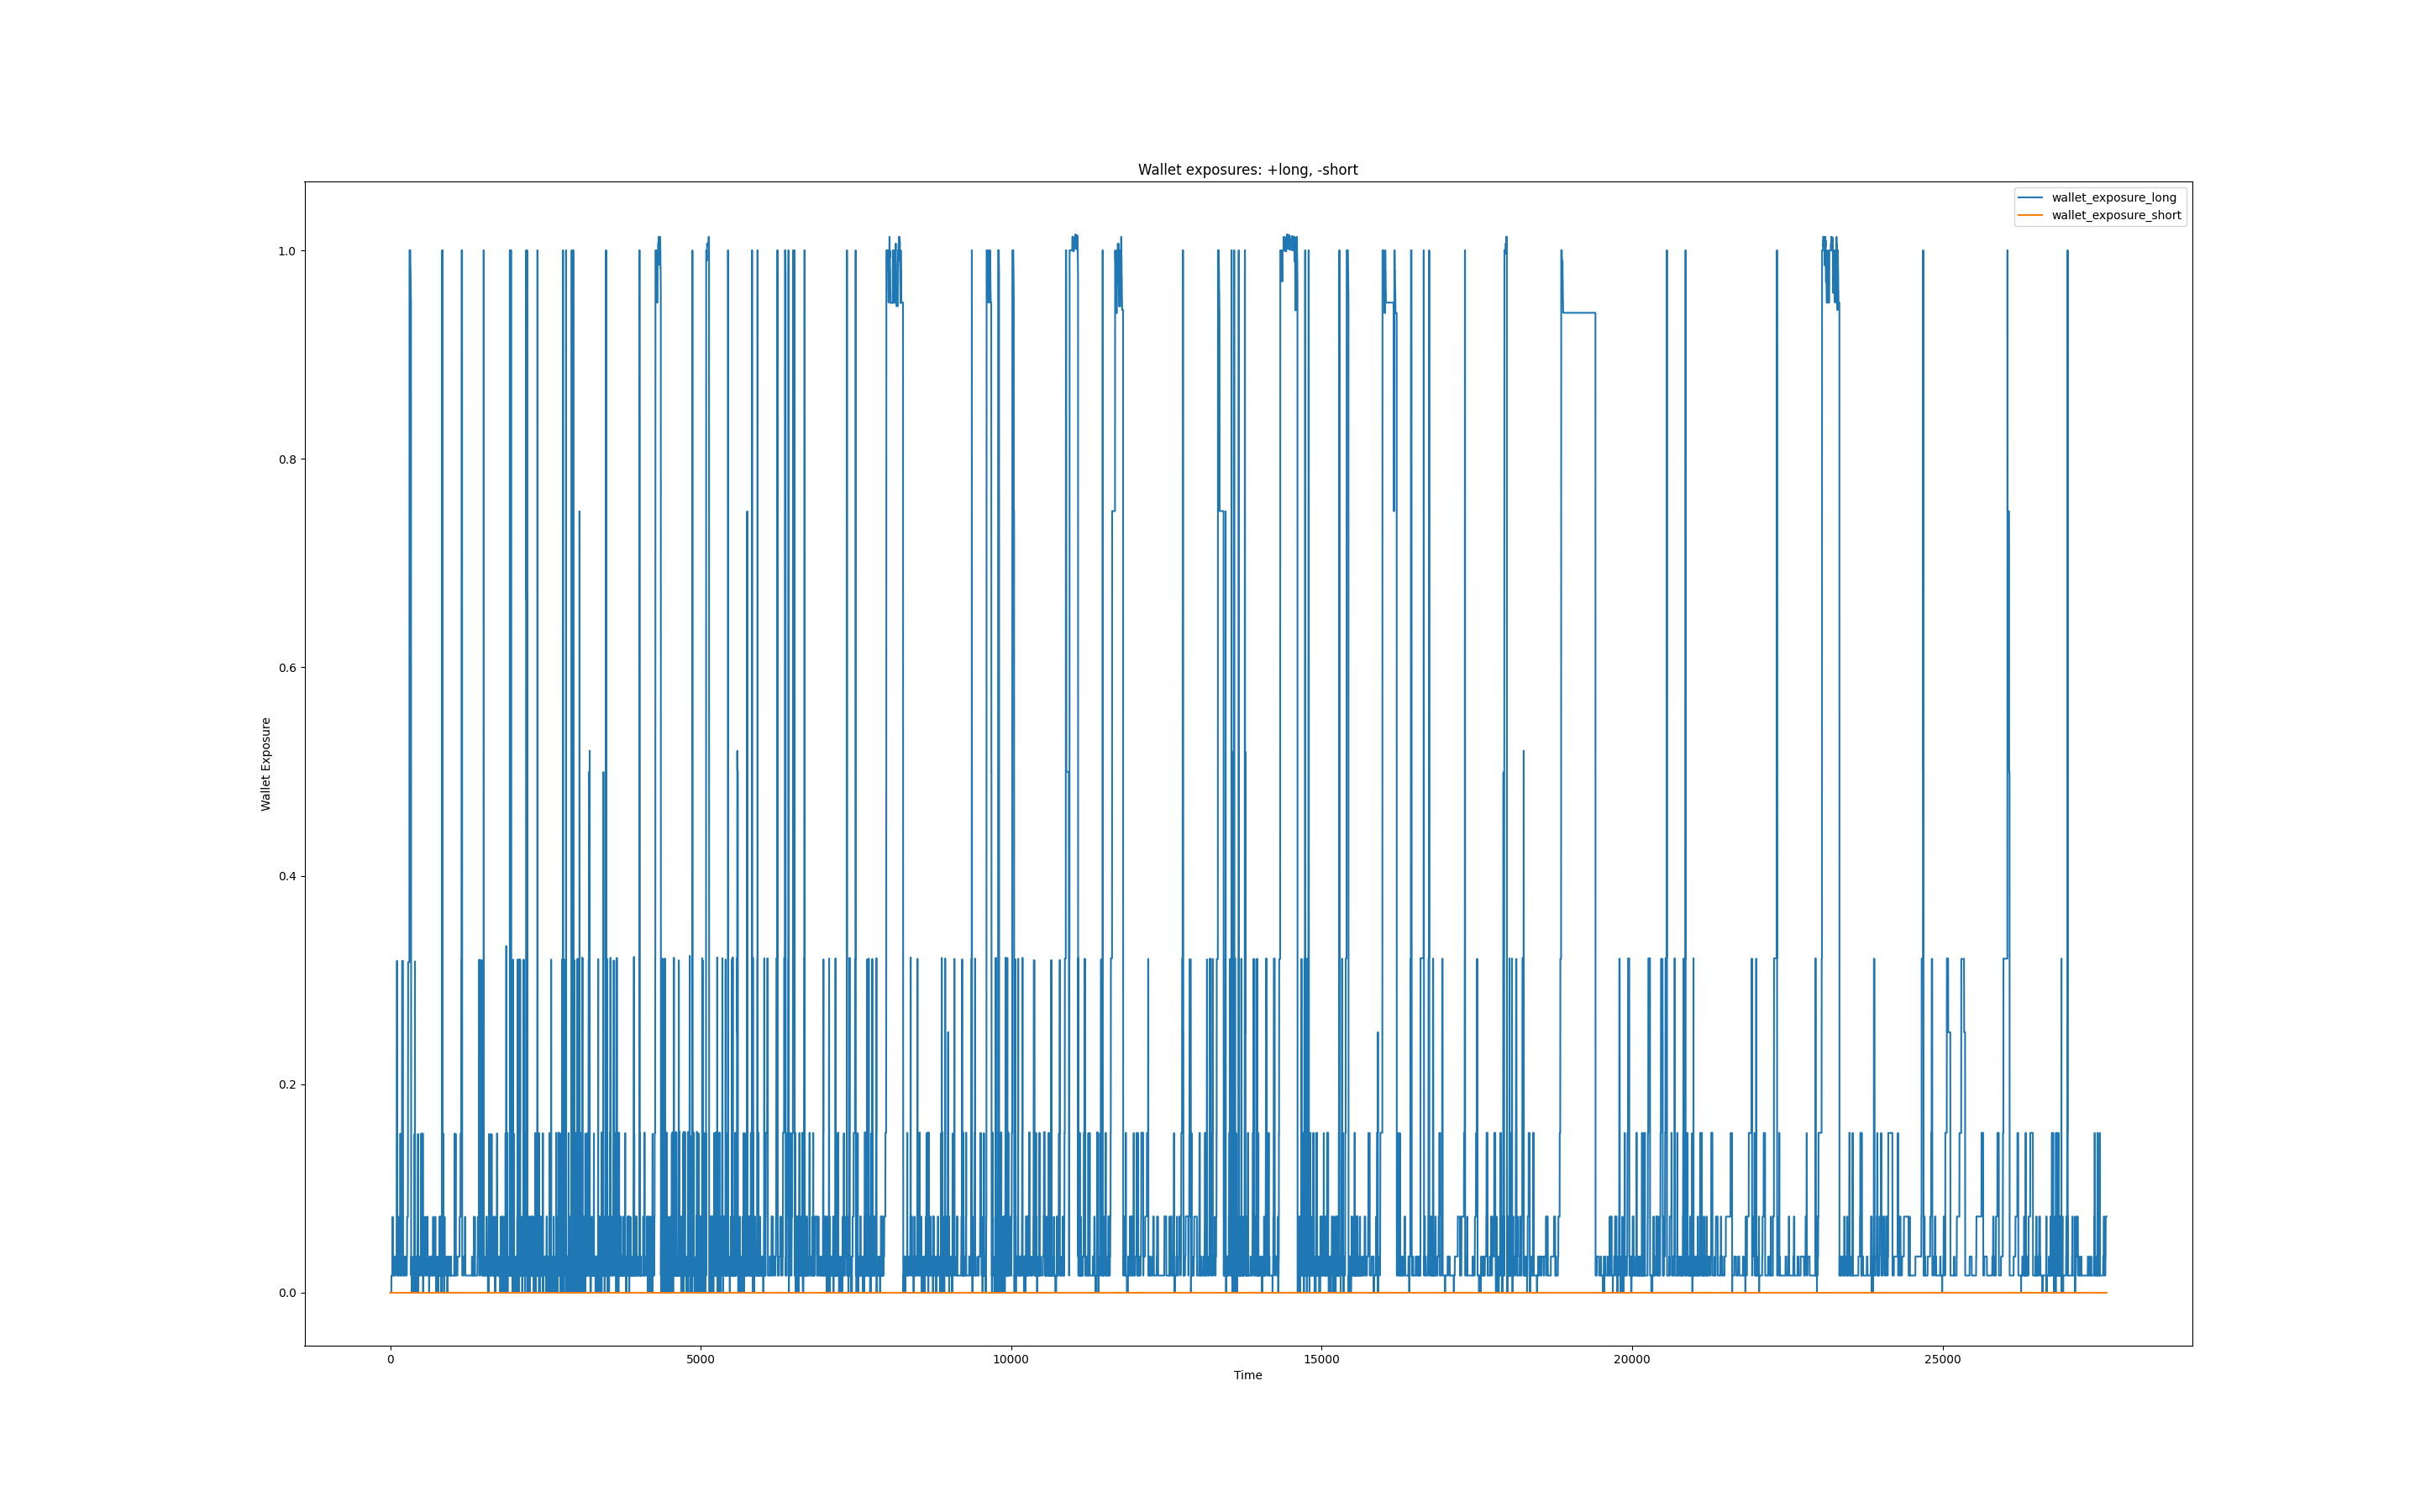 Wallet exposures: +long, -short
wallet_exposure_long
wallet_exposure_short
1.0
0.8
0.6
0.4
0.2
0.0
Wallet Exposure
0
5000
10000
15000
20000
25000
Time